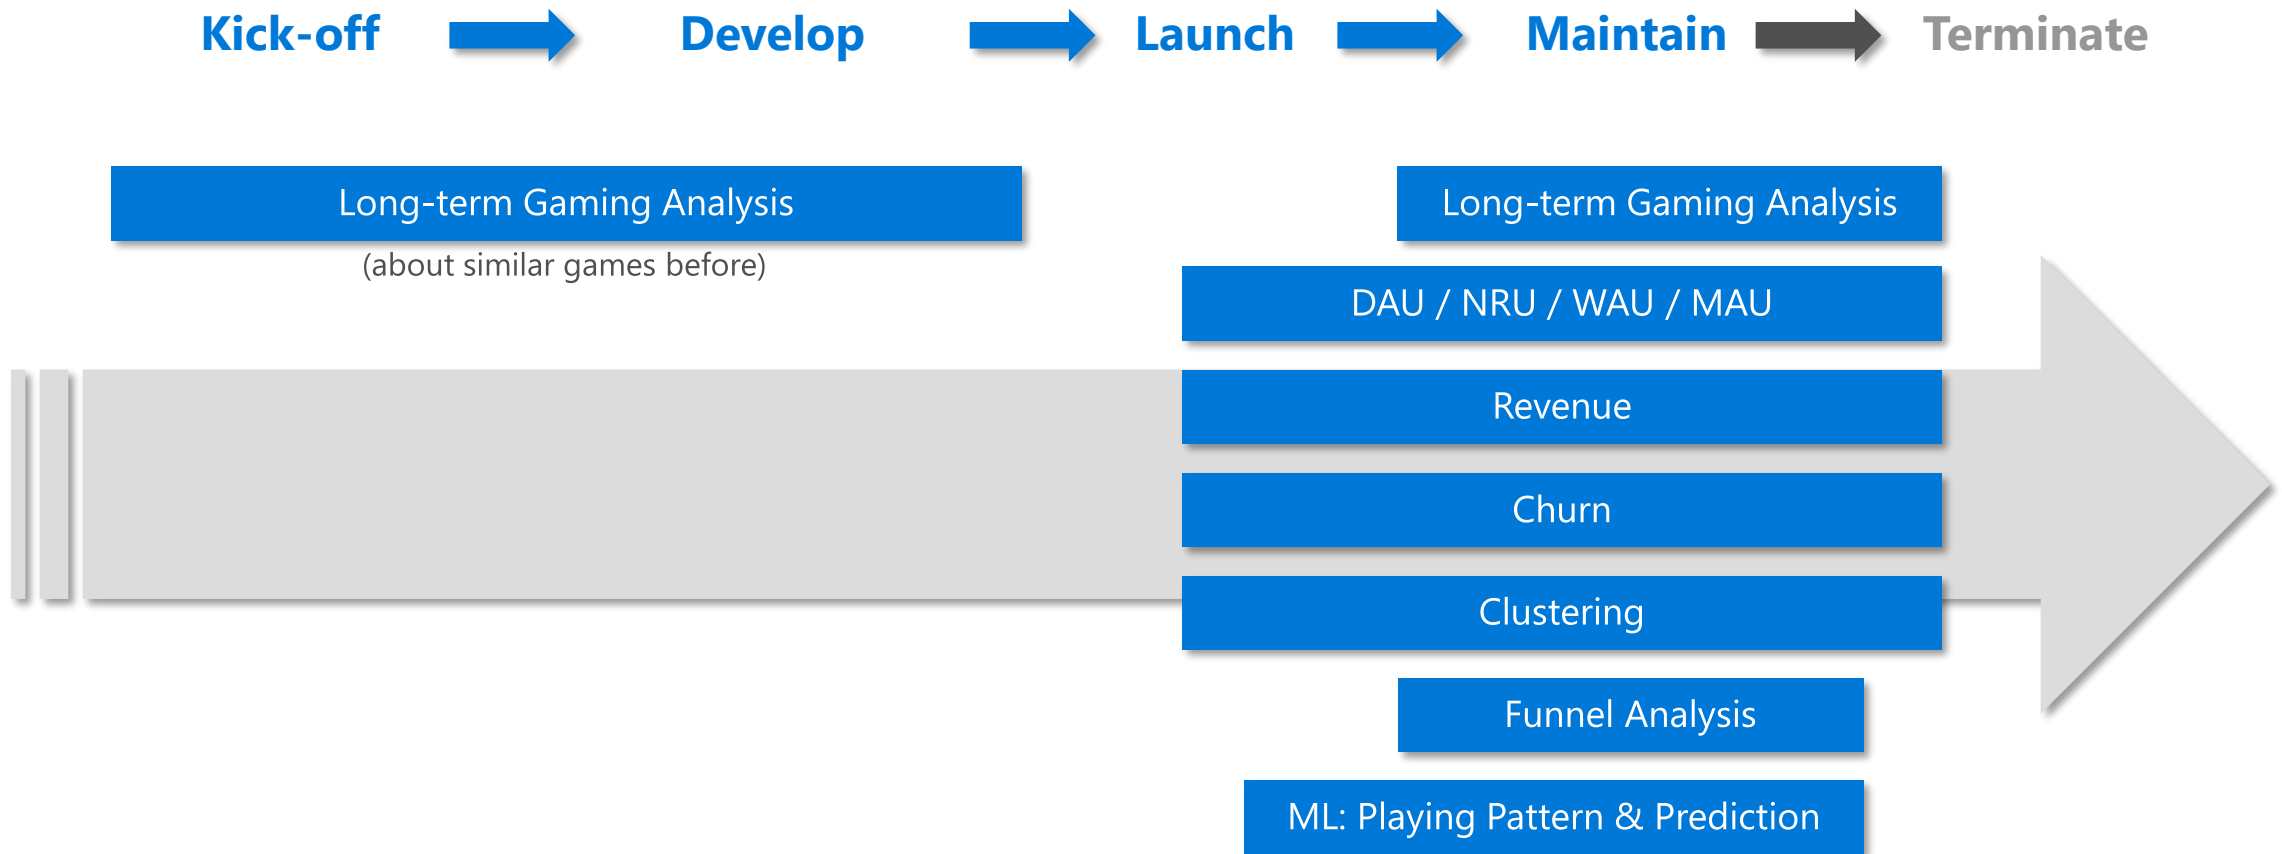 Kick-off Develop Launch Maintain Terminate
Long-term Gaming Analysis
(about similar games before)
Long-term Gaming Analysis
DAU / NRU / WAU / MAU
Revenue
Churn
Clustering
Funnel Analysis
ML: Playing Pattern & Prediction